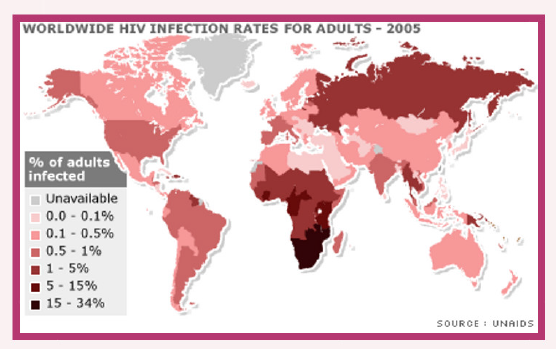 WORLDWIDE HIV INFECTION RATES FOR ADULTS - 2005
% of adults
infected
Unavailable
0.0 - 0.1%
0.1 - 0.5%
0.5 - 1%
1 - 5%
5 - 15%
15 - 34%
SOURCE : UNAIDS